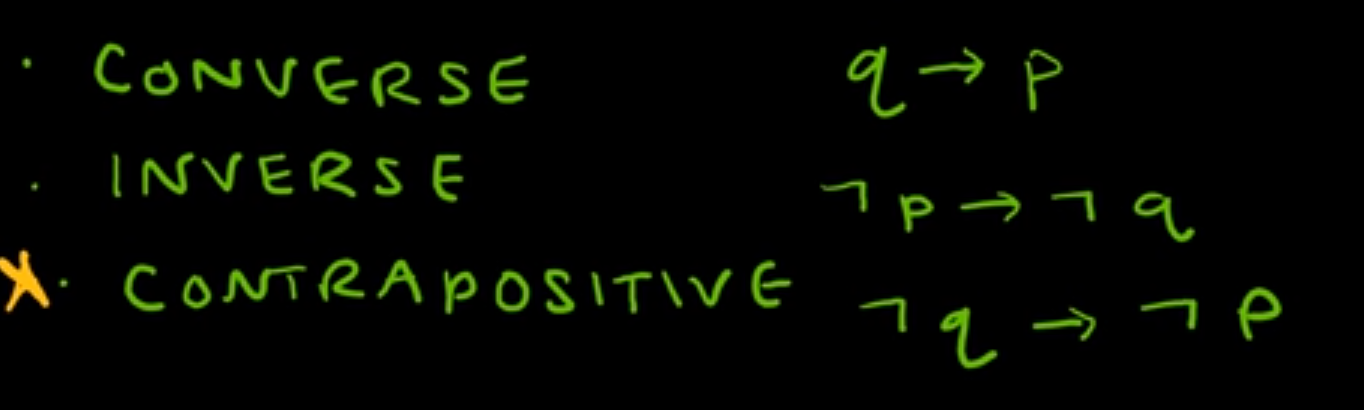 · CONVERSE q → p
· INVERSE ¬p → ¬q
★· CONTRAPOSITIVE ¬q → ¬p